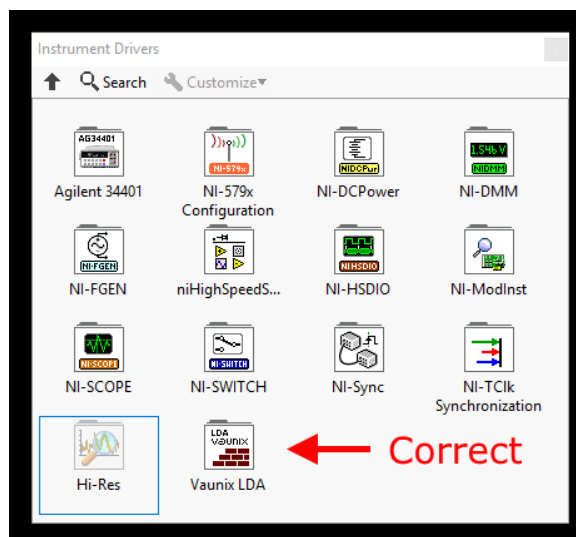 Instrument Drivers
Search Customize
AG34401
))IQI))
NI-579x
NIDCPwr
1.546 V
NIDMM
Agilent 34401 NI-579x Configuration NI-DCPower NI-DMM
NI-FGEN
NIHSDIO
NI-FGEN niHighSpeedS... NI-HSDIO NI-ModInst
NI-SCOPE
NI-SWITCH
NI-SCOPE NI-SWITCH NI-Sync NI-TClk Synchronization
LDA
Vaunix
Correct
Hi-Res Vaunix LDA